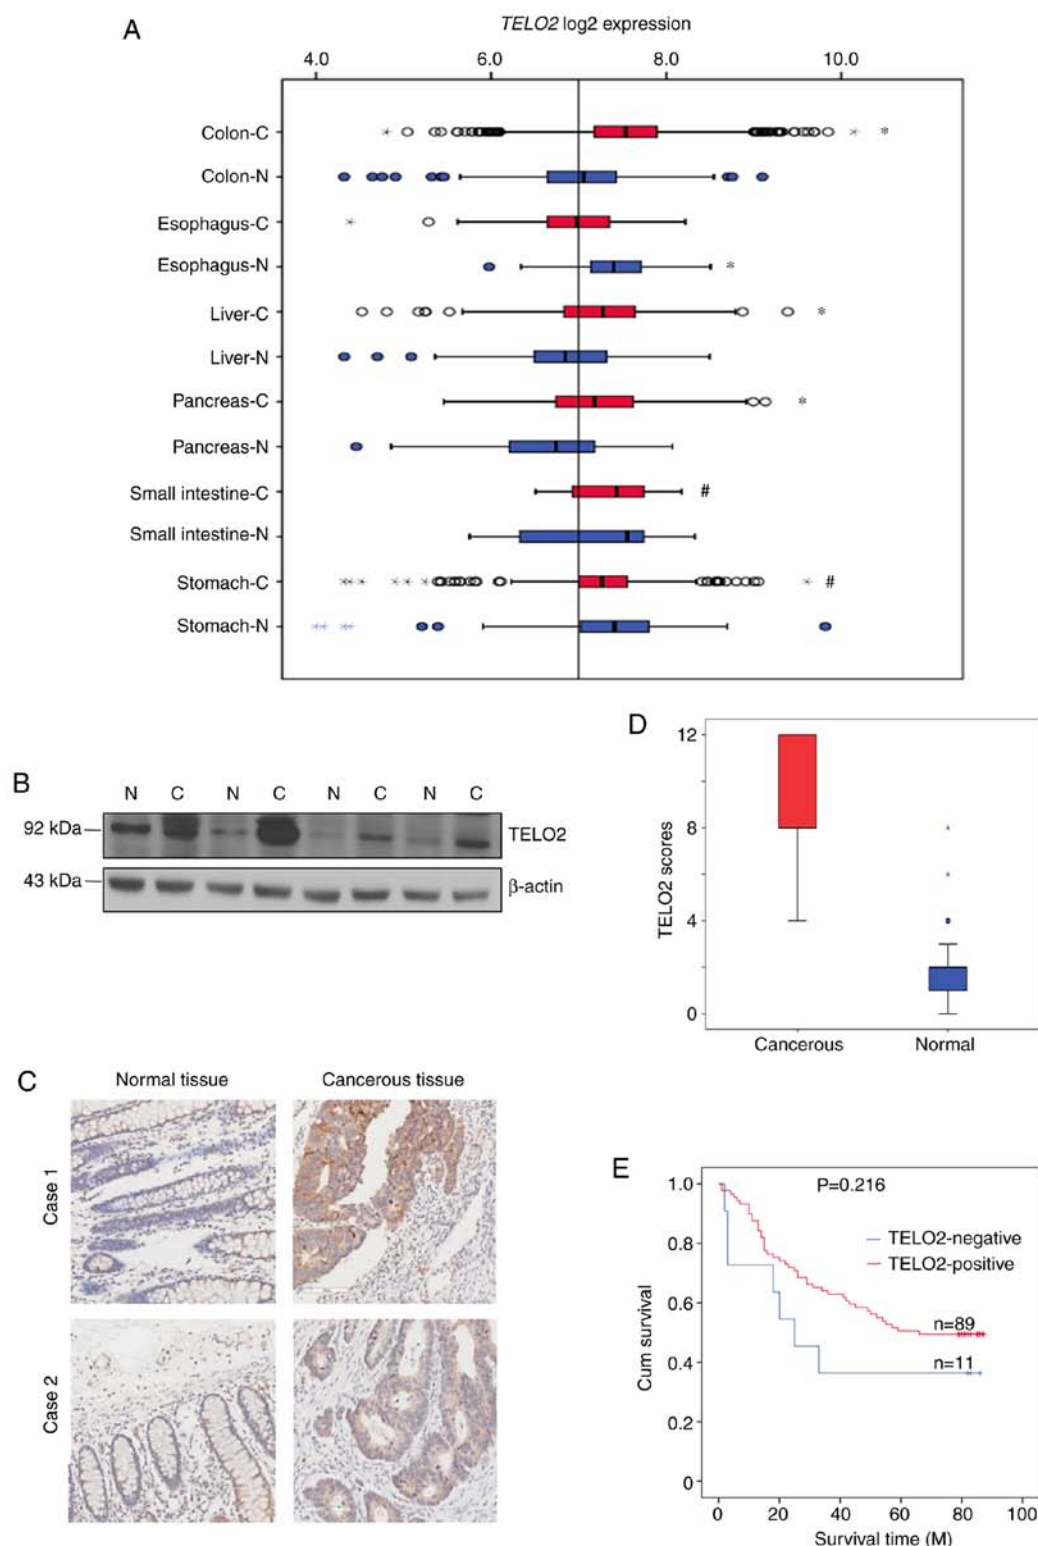 A
TELO2 log2 expression
4.0 6.0 8.0 10.0
Colon-C
*
Colon-N
Esophagus-C
Esophagus-N
*
Liver-C
*
Liver-N
Pancreas-C
*
Pancreas-N
Small intestine-C
#
Small intestine-N
Stomach-C
#
Stomach-N
B
N C N C N C N C
92 kDa
TELO2
43 kDa
β-actin
D
12
8
4
0
TELO2 scores
Cancerous Normal
C
Normal tissue Cancerous tissue
Case 1
Case 2
E
1.0
0.8
0.6
0.4
0.2
0
Cum survival
P=0.216
TELO2-negative
TELO2-positive
n=89
n=11
0 20 40 60 80 100
Survival time (M)